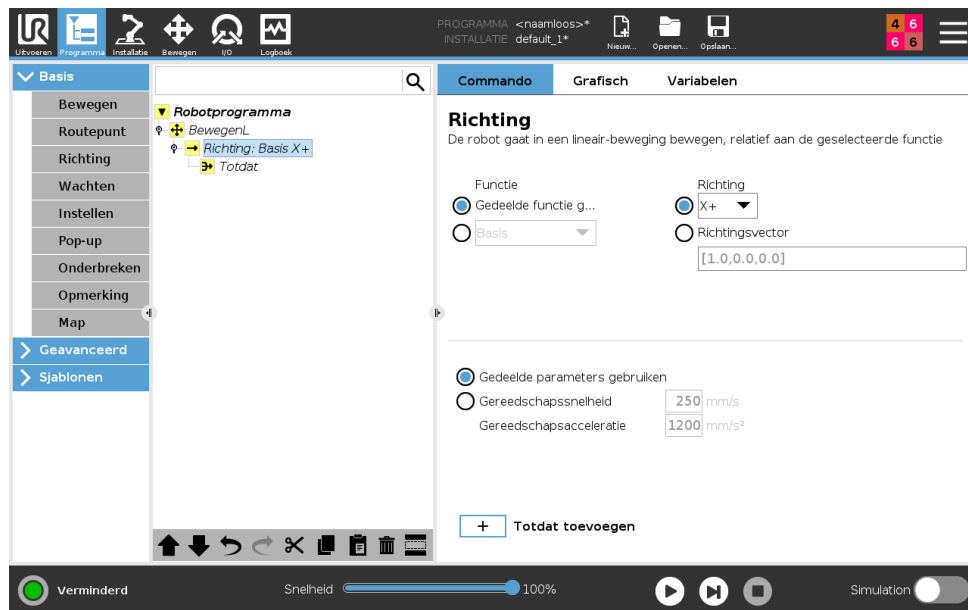 UR
PROGRAMMA <naamloos>*
INSTALLATIE default_1*
Uitvoeren Programma Installatie Bewegen I/O Logboek
Nieuw... Openen... Opslaan...
4 6
6 6
Basis
Bewegen
Routepunt
Richting
Wachten
Instellen
Pop-up
Onderbreken
Opmerking
Map
Geavanceerd
Sjablonen
Robotprogramma
BewegenL
Richting: Basis X+
Totdat
Commando Grafisch Variabelen
Richting
De robot gaat in een lineair-beweging bewegen, relatief aan de geselecteerde functie
Functie
Gedeelde functie g...
Basis
Richting
X+
Richtingsvector
[1.0,0.0,0.0]
Gedeelde parameters gebruiken
Gereedschapssnelheid 250 mm/s
Gereedschapsacceleratie 1200 mm/s²
+ Totdat toevoegen
Verminderd
Snelheid 100%
Simulation